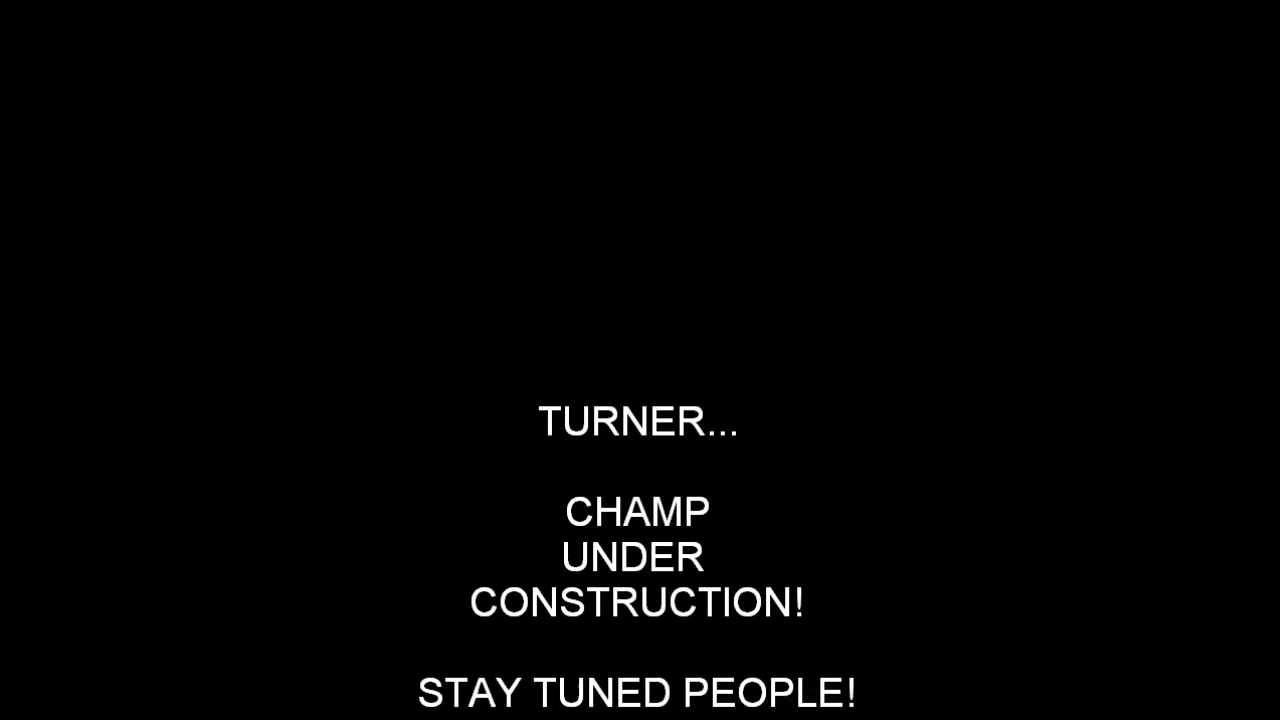 TURNER...
CHAMP
UNDER
CONSTRUCTION!
STAY TUNED PEOPLE!